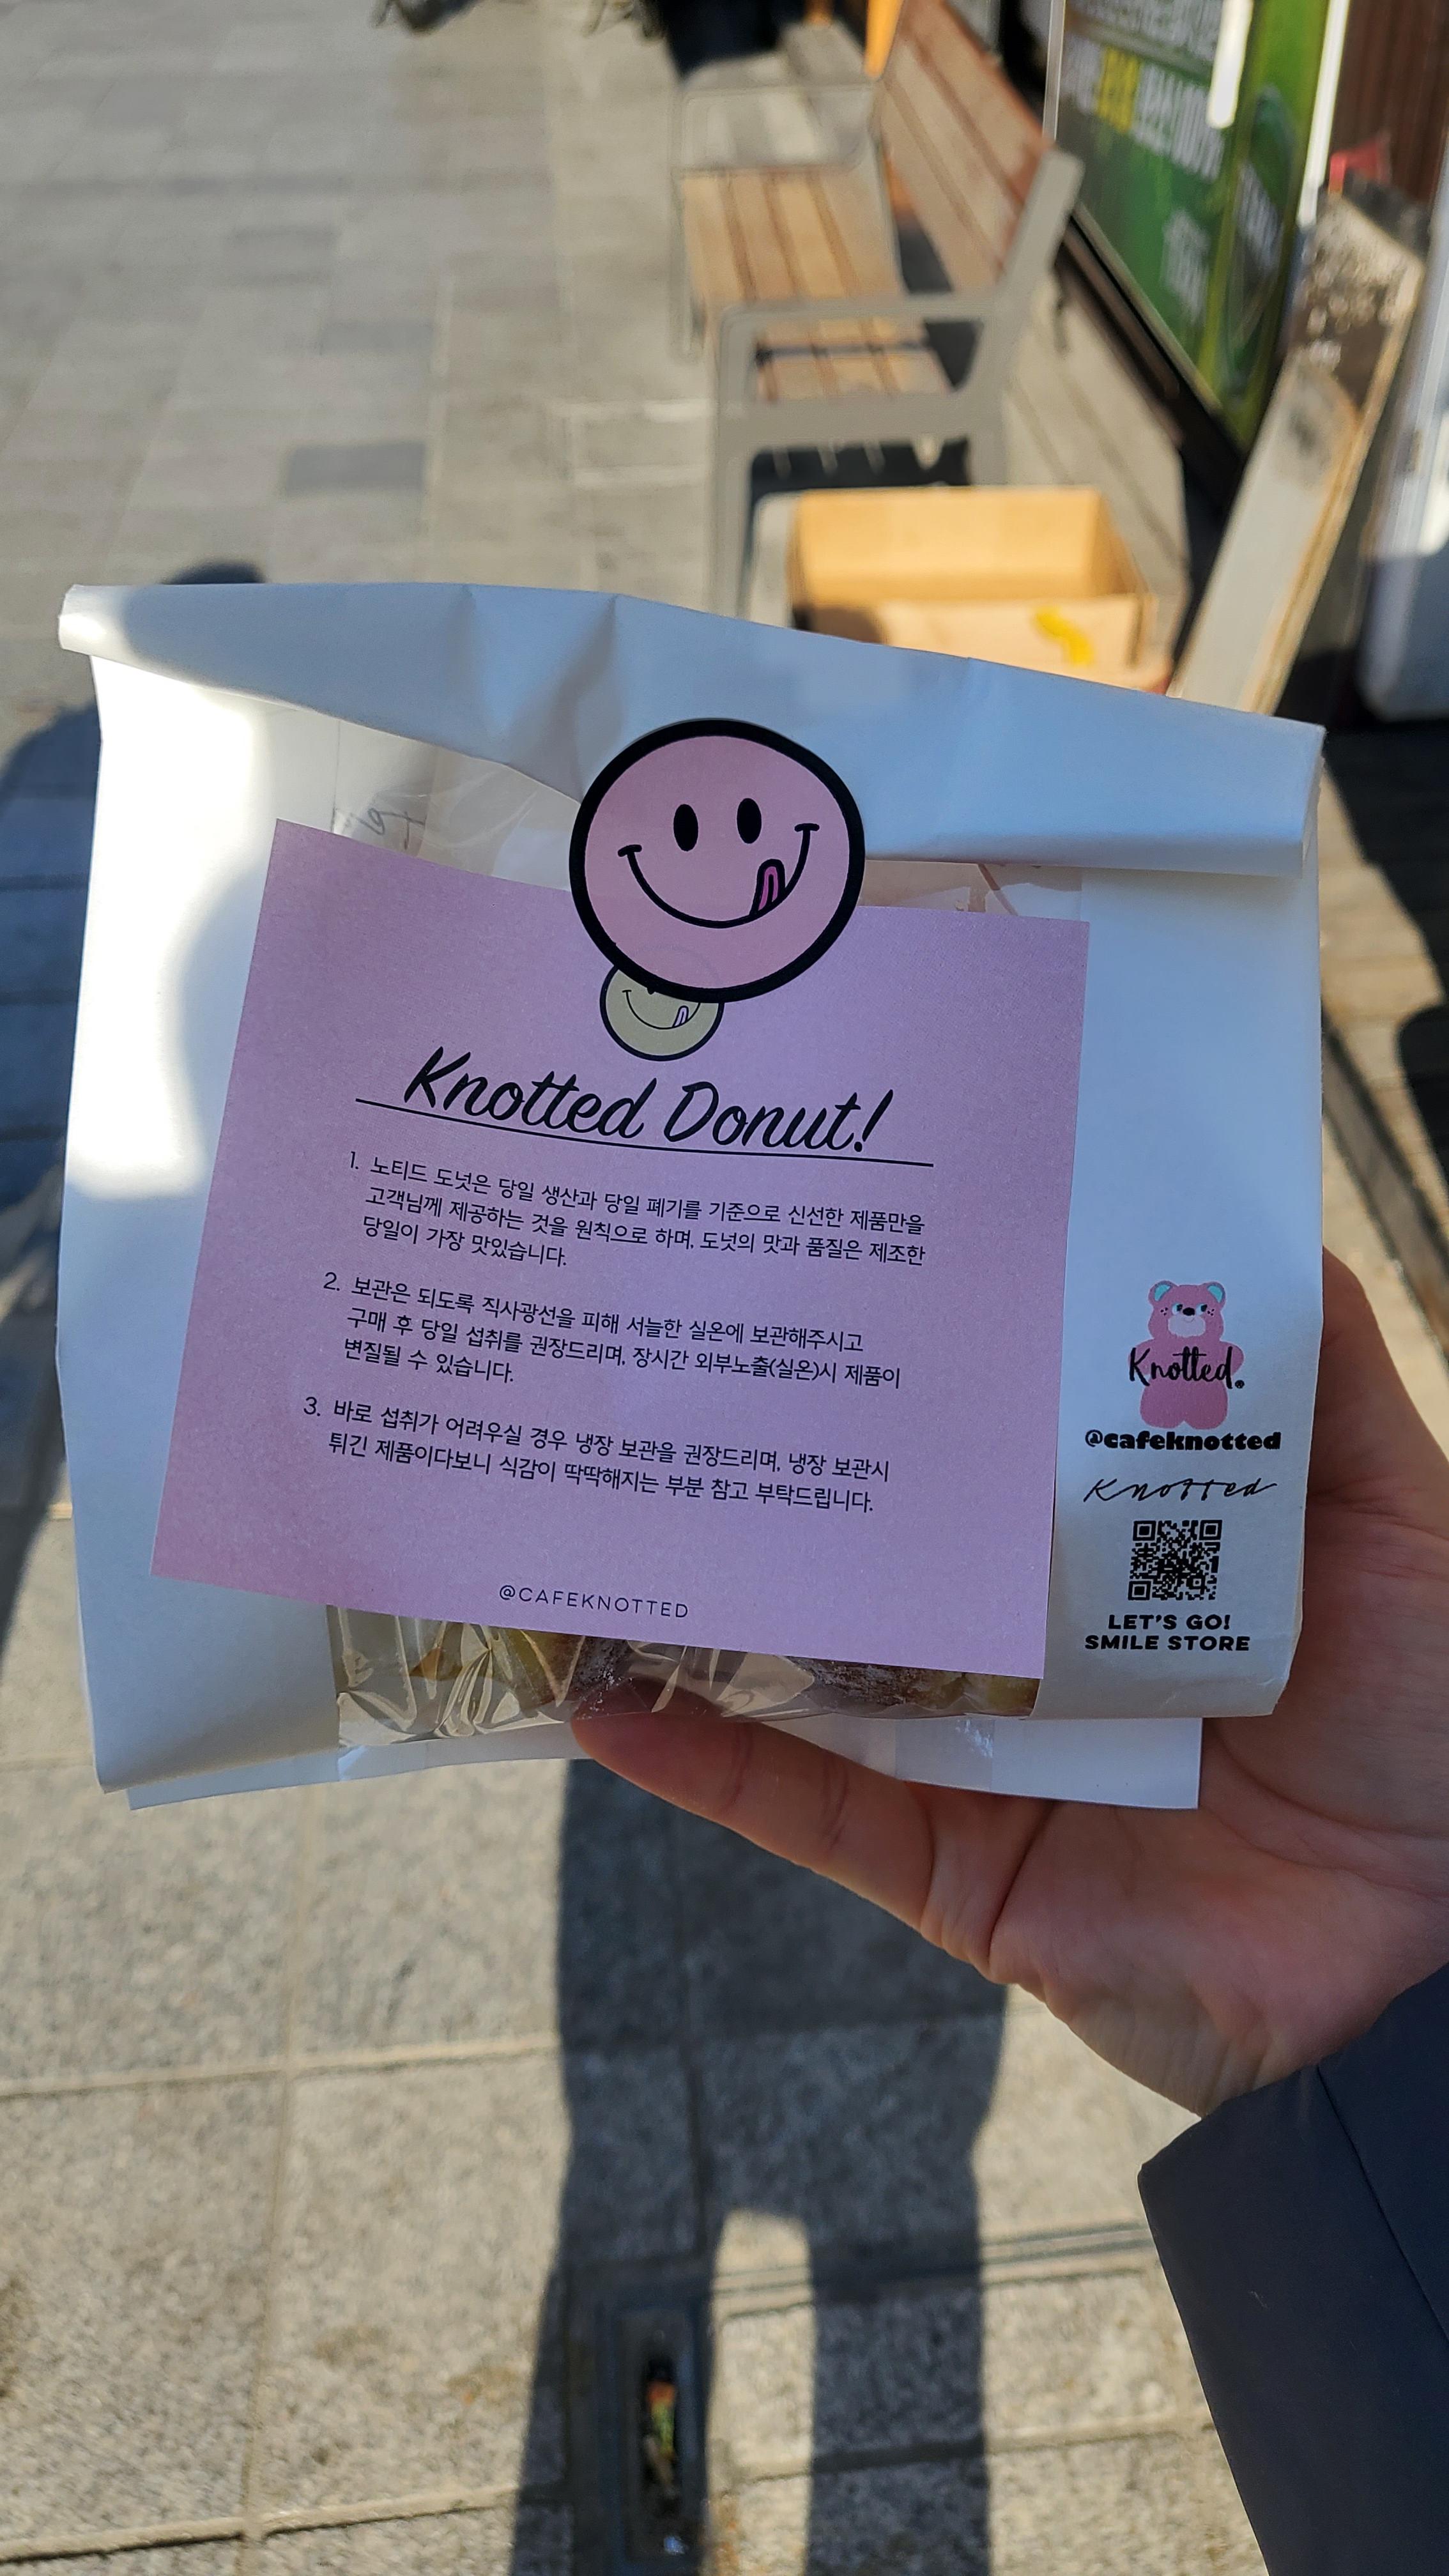 Knotted Donut!
1. 노티드 도넛은 당일 생산과 당일 폐기를 기준으로 신선한 제품만을
고객님께 제공하는 것을 원칙으로 하며, 도넛의 맛과 품질은 제조한
당일이 가장 맛있습니다.
2. 보관은 되도록 직사광선을 피해 서늘한 실온에 보관해주시고
구매 후 당일 섭취를 권장드리며, 장시간 외부노출(실온)시 제품이
변질될 수 있습니다.
3. 바로 섭취가 어려우실 경우 냉장 보관을 권장드리며, 냉장 보관시
튀긴 제품이다보니 식감이 딱딱해지는 부분 참고 부탁드립니다.
@CAFEKNOTTED
Knotted®
@cafeknotted
Knotted
LET'S GO!
SMILE STORE